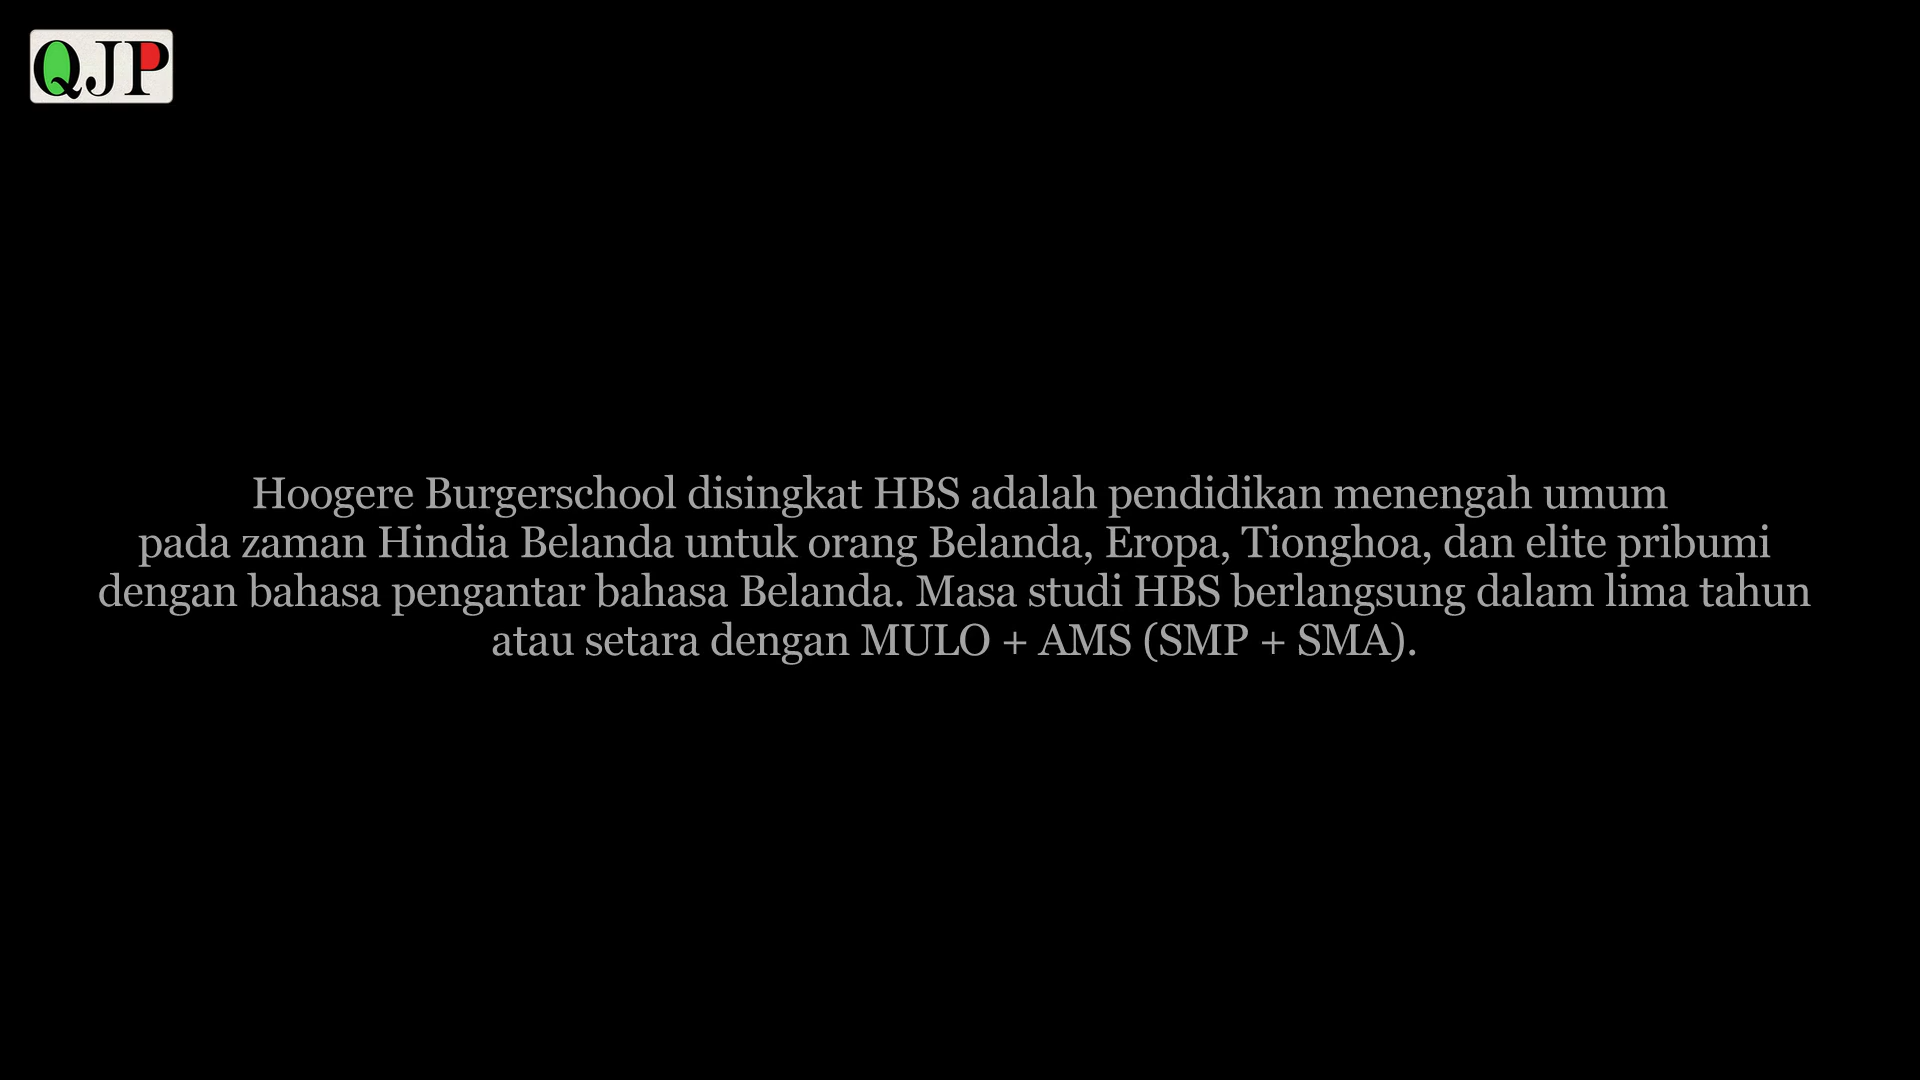 QJP
Hoogere Burgerschool disingkat HBS adalah pendidikan menengah umum
pada zaman Hindia Belanda untuk orang Belanda, Eropa, Tionghoa, dan elite pribumi
dengan bahasa pengantar bahasa Belanda. Masa studi HBS berlangsung dalam lima tahun
atau setara dengan MULO + AMS (SMP + SMA).